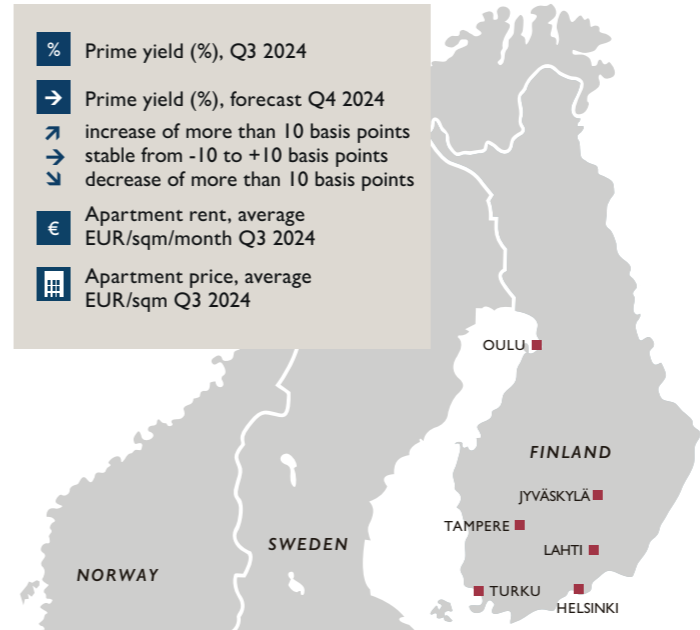 % Prime yield (%), Q3 2024
→ Prime yield (%), forecast Q4 2024
↗ increase of more than 10 basis points
→ stable from -10 to +10 basis points
↘ decrease of more than 10 basis points
€ Apartment rent, average
EUR/sqm/month Q3 2024
Apartment price, average
EUR/sqm Q3 2024
OULU
FINLAND
JYVÄSKYLÄ
TAMPERE
SWEDEN
LAHTI
NORWAY
TURKU
HELSINKI